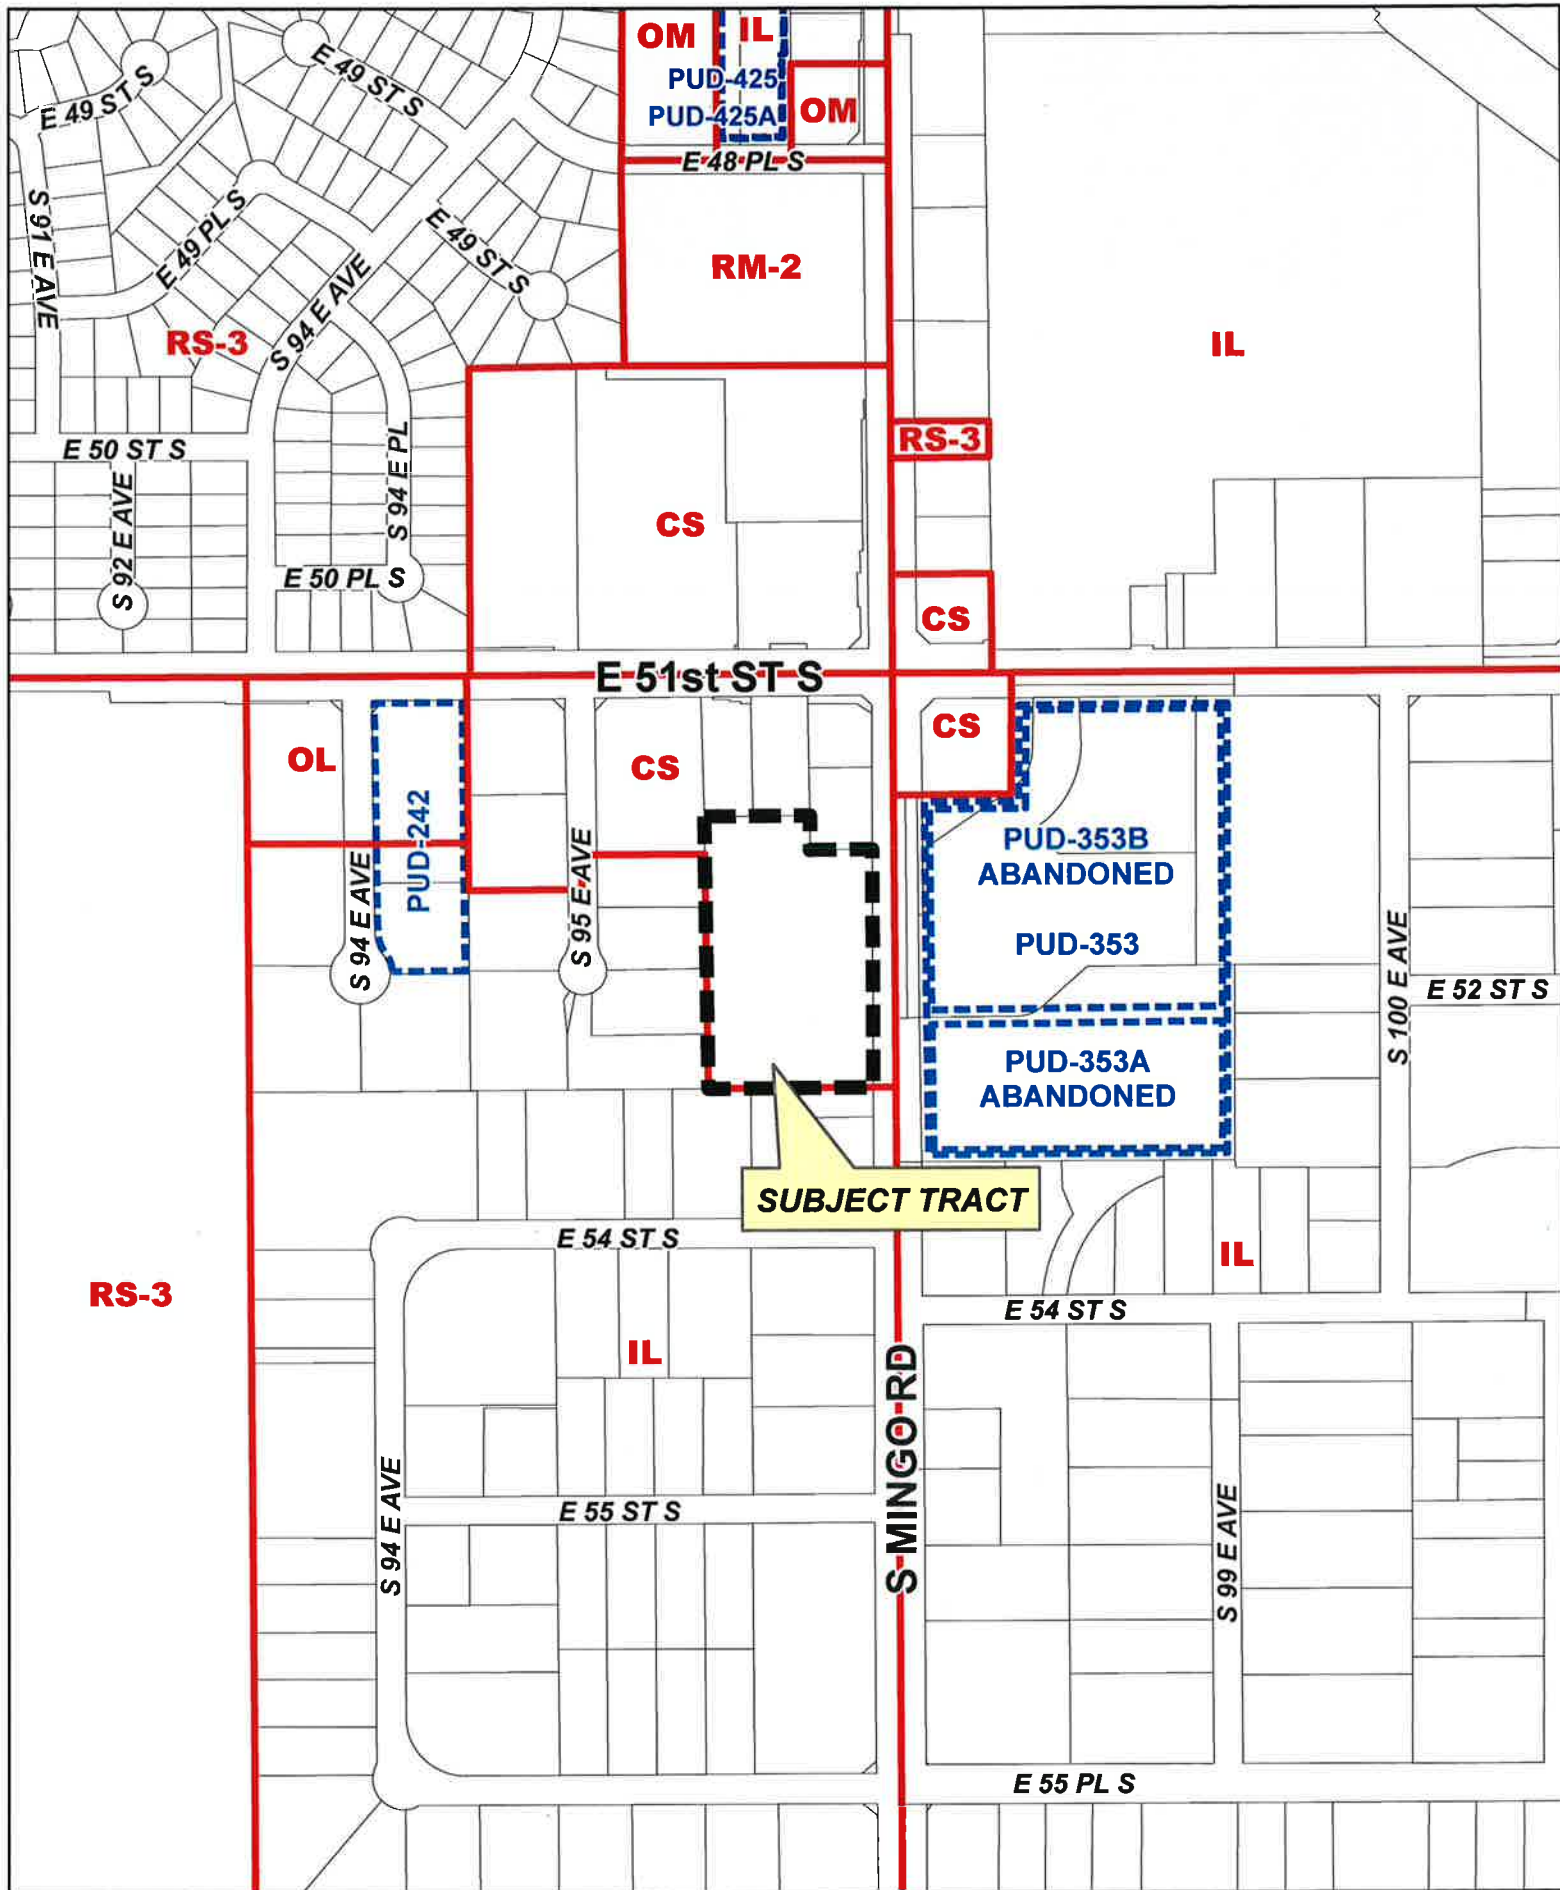 OM
IL
PUD-425
PUD-425A
OM
E 49 ST S
E 49 ST S
E 48 PL S
S 91 E AVE
E 49 PL S
E 49 ST S
RM-2
S 94 E AVE
RS-3
IL
E 50 ST S
S 94 E PL
RS-3
S 92 E AVE
CS
E 50 PL S
CS
E 51st ST S
OL
PUD-242
CS
CS
PUD-353B
ABANDONED
PUD-353
S 94 E AVE
S 95 E AVE
S 100 E AVE
E 52 ST S
PUD-353A
ABANDONED
SUBJECT TRACT
E 54 ST S
IL
RS-3
E 54 ST S
IL
S MINGO RD
S 94 E AVE
E 55 ST S
S 99 E AVE
E 55 PL S